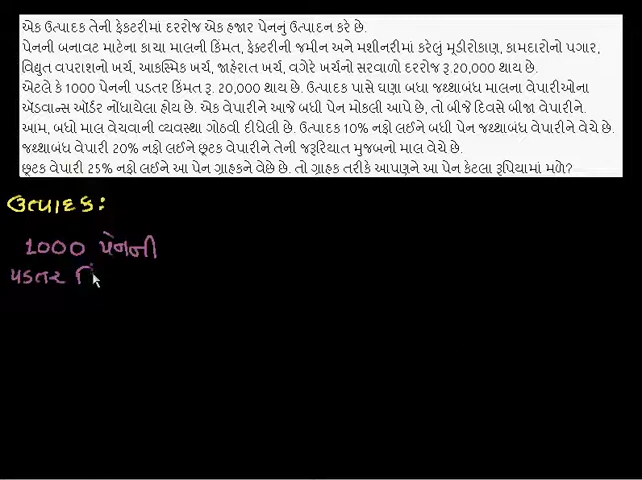 એક ઉત્પાદક તેની ફેક્ટરીમાં દરરોજ એક હજાર પેનનું ઉત્પાદન કરે છે.
પેનની બનાવટ માટેના કાચા માલની કિંમત, ફેક્ટરીની જમીન અને મશીનરીમાં કરેલું મૂડીરોકાણ, કામદારોનો પગાર,
વિદ્યુત વપરાશનો ખર્ચ, આકસ્મિક ખર્ચ, જાહેરાત ખર્ચ, વગેરે ખર્ચનો સરવાળો દરરોજ રૂ.20,000 થાય છે.
એટલે કે 1000 પેનની પડતર કિંમત રૂ. 20,000 થાય છે. ઉત્પાદક પાસે ઘણા બધા જથ્થાબંધ માલના વેપારીઓના
ઍડવાન્સ ઑર્ડર નોંધાયેલા હોય છે. એક વેપારીને આજે બધી પેન મોકલી આપે છે, તો બીજે દિવસે બીજા વેપારીને.
આમ, બધો માલ વેચવાની વ્યવસ્થા ગોઠવી દીધેલી છે. ઉત્પાદક 10% નફો લઈને બધી પેન જથ્થાબંધ વેપારીને વેચે છે.
જથ્થાબંધ વેપારી 20% નફો લઈને છૂટક વેપારીને તેની જરૂરિયાત મુજબનો માલ વેચે છે.
છૂટક વેપારી 25% નફો લઈને આ પેન ગ્રાહકને વેછે છે. તો ગ્રાહક તરીકે આપણને આ પેન કેટલા રૂપિયામાં મળે?
ઉત્પાદક:
1000 પેનની
પડતર